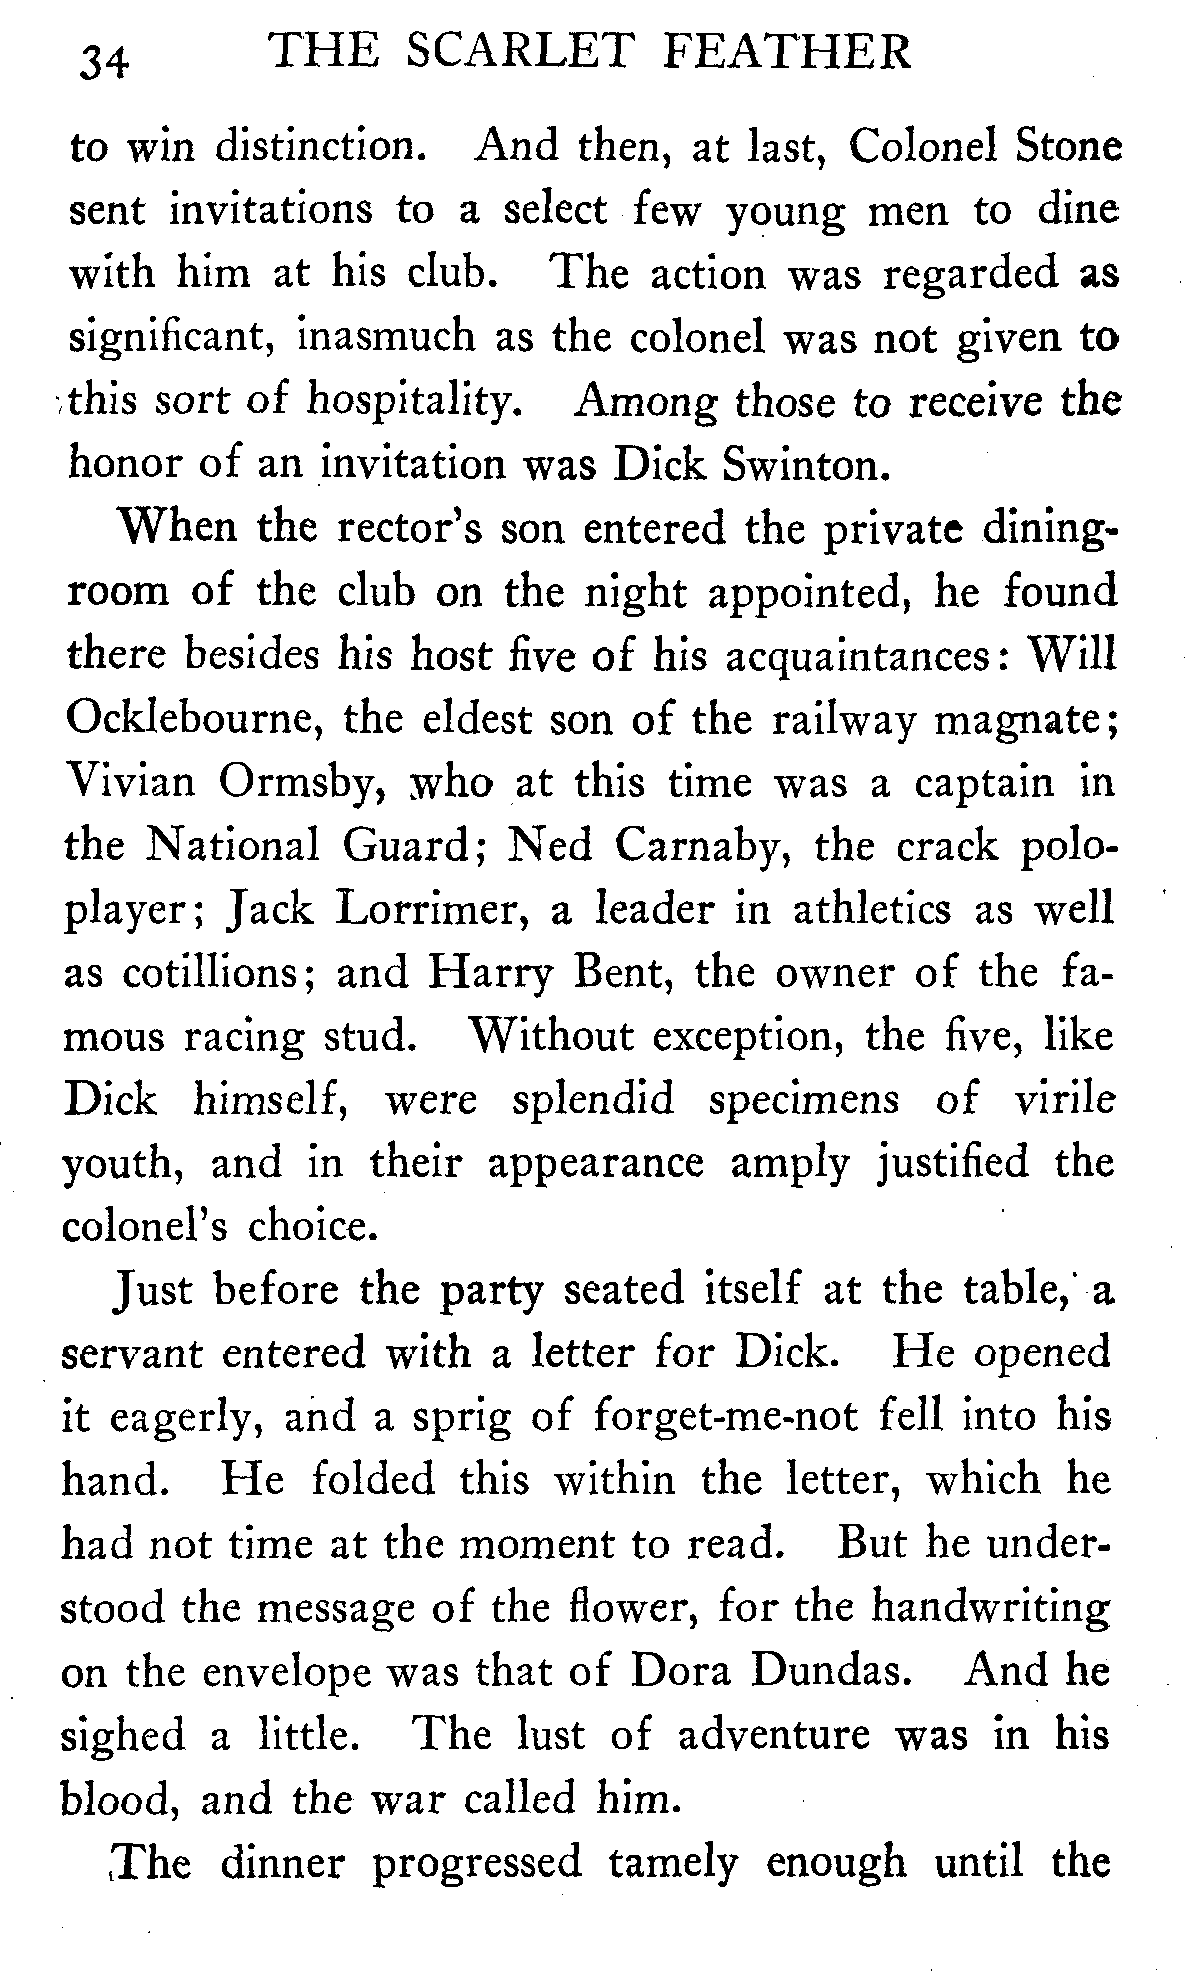 34 THE SCARLET FEATHER
to win distinction. And then, at last, Colonel Stone
sent invitations to a select few young men to dine
with him at his club. The action was regarded as
significant, inasmuch as the colonel was not given to
this sort of hospitality. Among those to receive the
honor of an invitation was Dick Swinton.
When the rector's son entered the private dining-
room of the club on the night appointed, he found
there besides his host five of his acquaintances: Will
Ocklebourne, the eldest son of the railway magnate;
Vivian Ormsby, who at this time was a captain in
the National Guard; Ned Carnaby, the crack polo-
player; Jack Lorrimer, a leader in athletics as well
as cotillions; and Harry Bent, the owner of the fa-
mous racing stud. Without exception, the five, like
Dick himself, were splendid specimens of virile
youth, and in their appearance amply justified the
colonel's choice.
Just before the party seated itself at the table, a
servant entered with a letter for Dick. He opened
it eagerly, and a sprig of forget-me-not fell into his
hand. He folded this within the letter, which he
had not time at the moment to read. But he under-
stood the message of the flower, for the handwriting
on the envelope was that of Dora Dundas. And he
sighed a little. The lust of adventure was in his
blood, and the war called him.
The dinner progressed tamely enough until the